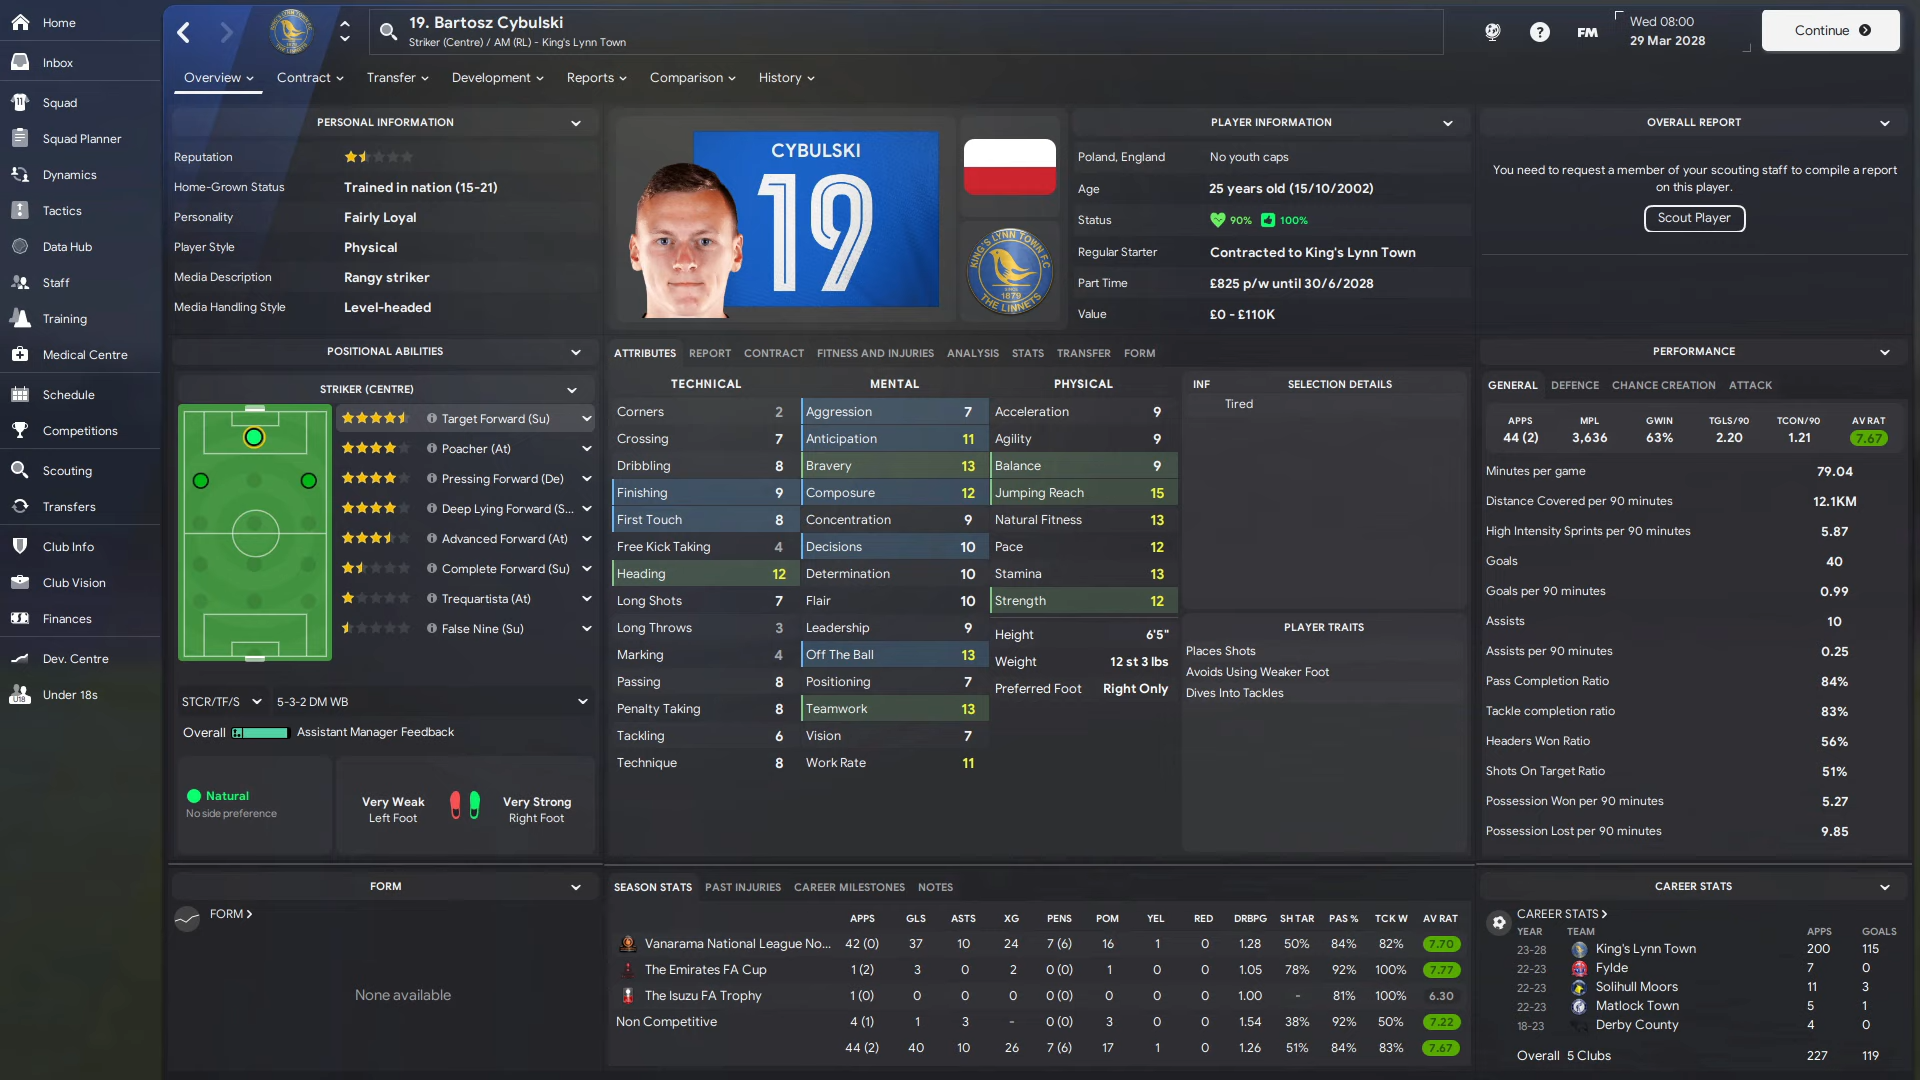 Home
Inbox
Squad
Squad Planner
Dynamics
Tactics
Data Hub
Staff
Training
Medical Centre
Schedule
Competitions
Scouting
Transfers
Club Info
Club Vision
Finances
Dev. Centre
Under 18s
19. Bartosz Cybulski
Striker (Centre) / AM (RL) - King's Lynn Town
FM
Wed 08:00
29 Mar 2028
Continue
Overview Contract Transfer Development Reports Comparison History
PERSONAL INFORMATION
Reputation
Home-Grown Status Trained in nation (15-21)
Personality Fairly Loyal
Player Style Physical
Media Description Rangy striker
Media Handling Style Level-headed
CYBULSKI
19
KING'S LYNN TOWN F.C
SINCE
1879
THE LINNETS
PLAYER INFORMATION
Poland, England No youth caps
Age 25 years old (15/10/2002)
Status 90% 100%
Regular Starter Contracted to King's Lynn Town
Part Time £825 p/w until 30/6/2028
Value £0 - £110K
OVERALL REPORT
You need to request a member of your scouting staff to compile a report
on this player.
Scout Player
POSITIONAL ABILITIES
STRIKER (CENTRE)
Target Forward (Su)
Poacher (At)
Pressing Forward (De)
Deep Lying Forward (S...
Advanced Forward (At)
Complete Forward (Su)
Trequartista (At)
False Nine (Su)
STCR/TF/S 5-3-2 DM WB
Overall Assistant Manager Feedback
Natural
No side preference
Very Weak
Left Foot
Very Strong
Right Foot
ATTRIBUTES REPORT CONTRACT FITNESS AND INJURIES ANALYSIS STATS TRANSFER FORM
TECHNICAL
Corners 2
Crossing 7
Dribbling 8
Finishing 9
First Touch 8
Free Kick Taking 4
Heading 12
Long Shots 7
Long Throws 3
Marking 4
Passing 8
Penalty Taking 8
Tackling 6
Technique 8
MENTAL
Aggression 7
Anticipation 11
Bravery 13
Composure 12
Concentration 9
Decisions 10
Determination 10
Flair 10
Leadership 9
Off The Ball 13
Positioning 7
Teamwork 13
Vision 7
Work Rate 11
PHYSICAL
Acceleration 9
Agility 9
Balance 9
Jumping Reach 15
Natural Fitness 13
Pace 12
Stamina 13
Strength 12
Height 6'5"
Weight 12 st 3 lbs
Preferred Foot Right Only
INF SELECTION DETAILS
Tired
PLAYER TRAITS
Places Shots
Avoids Using Weaker Foot
Dives Into Tackles
PERFORMANCE
GENERAL DEFENCE CHANCE CREATION ATTACK
APPS MPL GWIN TGLS/90 TCON/90 AV RAT
44 (2) 3,636 63% 2.20 1.21 7.67
Minutes per game 79.04
Distance Covered per 90 minutes 12.1KM
High Intensity Sprints per 90 minutes 5.87
Goals 40
Goals per 90 minutes 0.99
Assists 10
Assists per 90 minutes 0.25
Pass Completion Ratio 84%
Tackle completion ratio 83%
Headers Won Ratio 56%
Shots On Target Ratio 51%
Possession Won per 90 minutes 5.27
Possession Lost per 90 minutes 9.85
FORM
FORM
None available
SEASON STATS PAST INJURIES CAREER MILESTONES NOTES
APPS GLS ASTS XG PENS POM YEL RED DRBPG SH TAR PAS % TCK W AV RAT
Vanarama National League No... 42 (0) 37 10 24 7 (6) 16 1 0 1.28 50% 84% 82% 7.70
The Emirates FA Cup 1 (2) 3 0 2 0 (0) 1 0 0 1.05 78% 92% 100% 7.77
The Isuzu FA Trophy 1 (0) 0 0 0 0 (0) 0 0 0 1.00 - 81% 100% 6.30
Non Competitive 4 (1) 1 3 - 0 (0) 3 0 0 1.54 38% 92% 50% 7.22
44 (2) 40 10 26 7 (6) 17 1 0 1.26 51% 84% 83% 7.67
CAREER STATS
CAREER STATS
YEAR TEAM APPS GOALS
23-28 King's Lynn Town 200 115
22-23 Fylde 7 0
22-23 Solihull Moors 11 3
22-23 Matlock Town 5 1
18-23 Derby County 4 0
Overall 5 Clubs 227 119